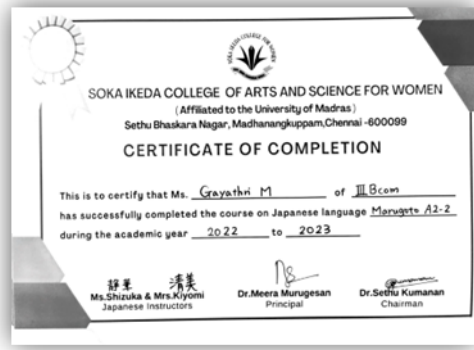 SOKA IKEDA COLLEGE OF ARTS AND SCIENCE FOR WOMEN
(Affiliated to the University of Madras)
Sethu Bhaskara Nagar, Madhanangkuppam,Chennai -600099
CERTIFICATE OF COMPLETION
This is to certify that Ms. Gayathri M of III Bcom
has successfully completed the course on Japanese language Marugoto A2-2
during the academic year 2022 to 2023
静華 清美
Ms.Shizuka & Mrs.Kiyomi
Japanese Instructors
Dr.Meera Murugesan
Principal
Dr.Sethu Kumanan
Chairman